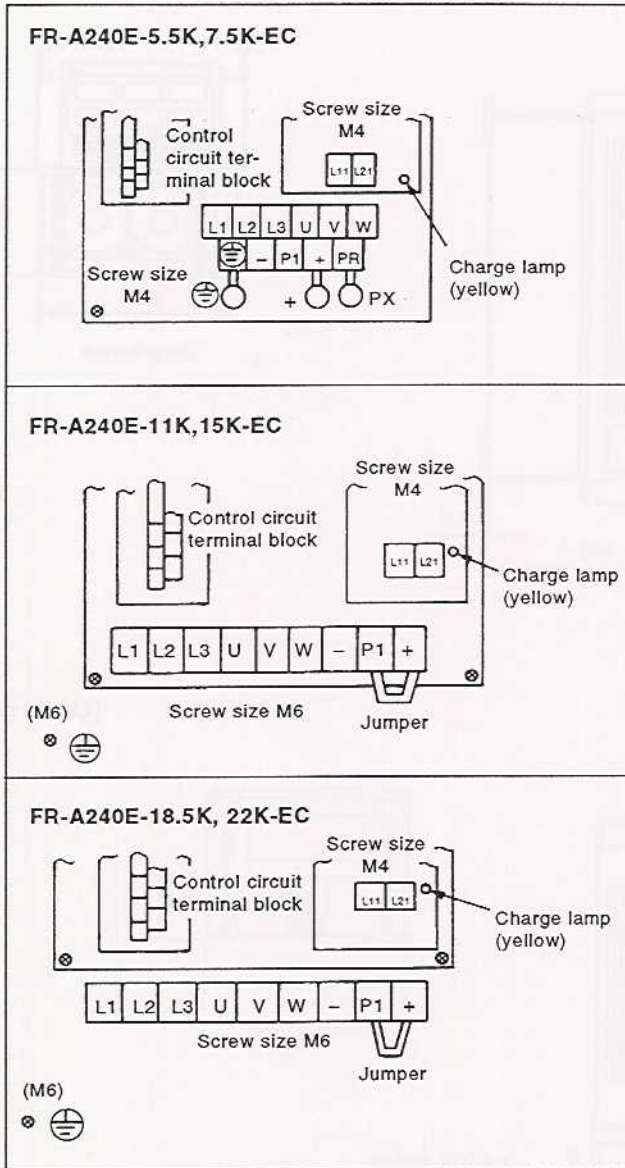 FR-A240E-5.5K,7.5K-EC
Screw size
M4
Control
circuit ter-
minal block
L11 L21
L1 L2 L3 U V W
– P1 + PR
Charge lamp
(yellow)
Screw size
M4
+ PX
FR-A240E-11K,15K-EC
Screw size
M4
Control circuit
terminal block
L11 L21
Charge lamp
(yellow)
L1 L2 L3 U V W – P1 +
(M6)
Screw size M6
Jumper
FR-A240E-18.5K, 22K-EC
Screw size
M4
Control circuit
terminal block
L11 L21
Charge lamp
(yellow)
L1 L2 L3 U V W – P1 +
Screw size M6
Jumper
(M6)